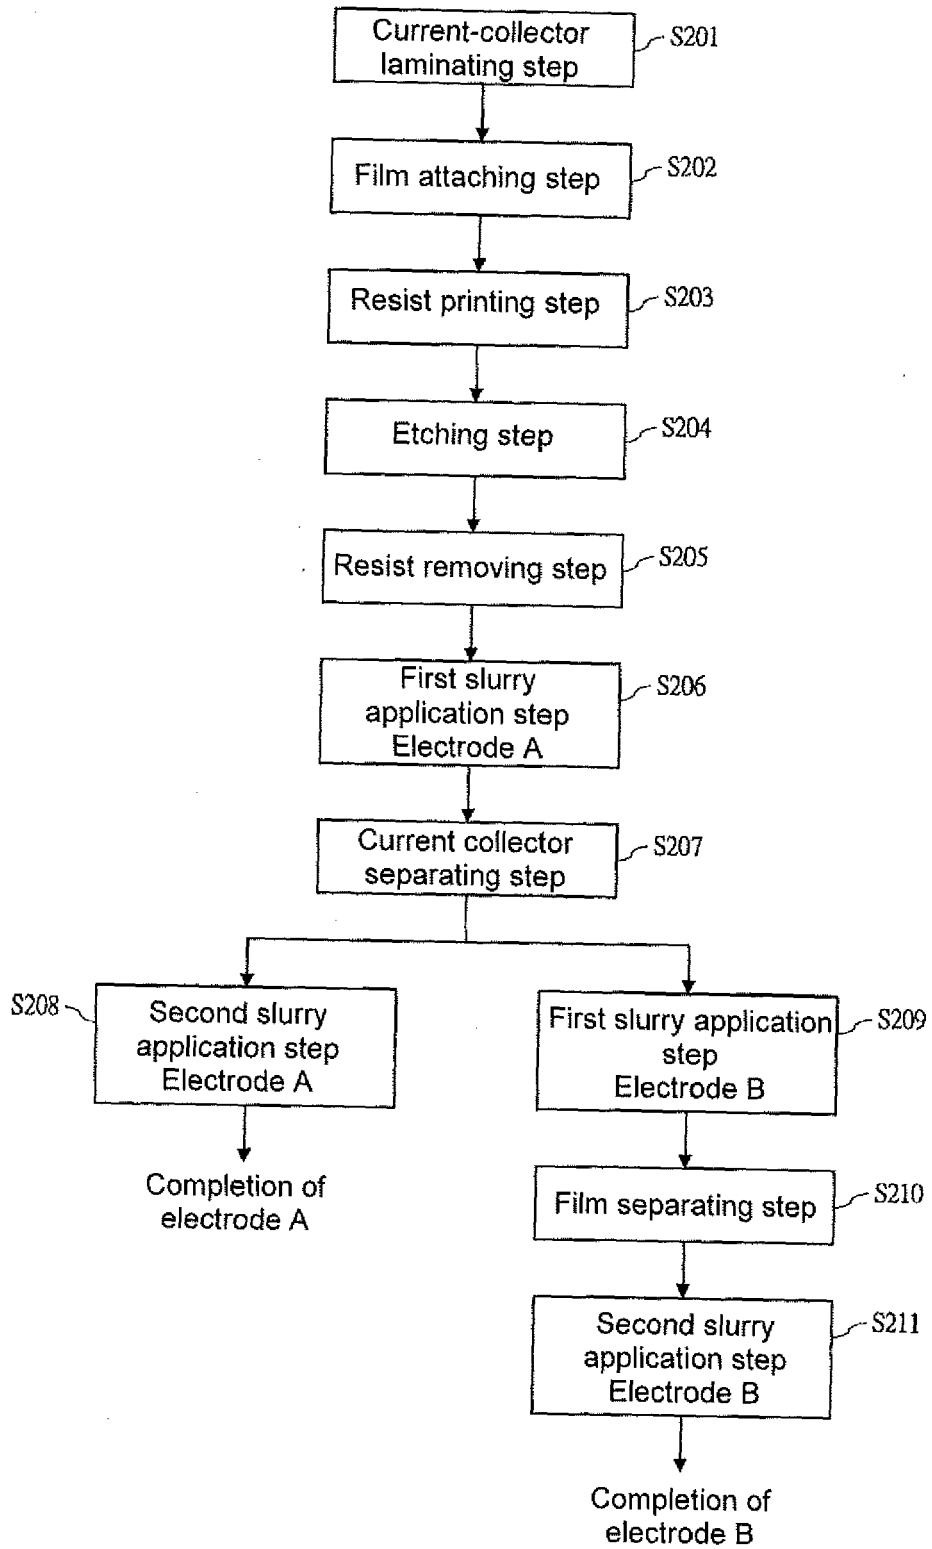 Current-collector
laminating step
S201
Film attaching step
S202
Resist printing step
S203
Etching step
S204
Resist removing step
S205
First slurry
application step
Electrode A
S206
Current collector
separating step
S207
S208
Second slurry
application step
Electrode A
Completion of
electrode A
First slurry application
step
Electrode B
S209
Film separating step
S210
Second slurry
application step
Electrode B
S211
Completion of
electrode B